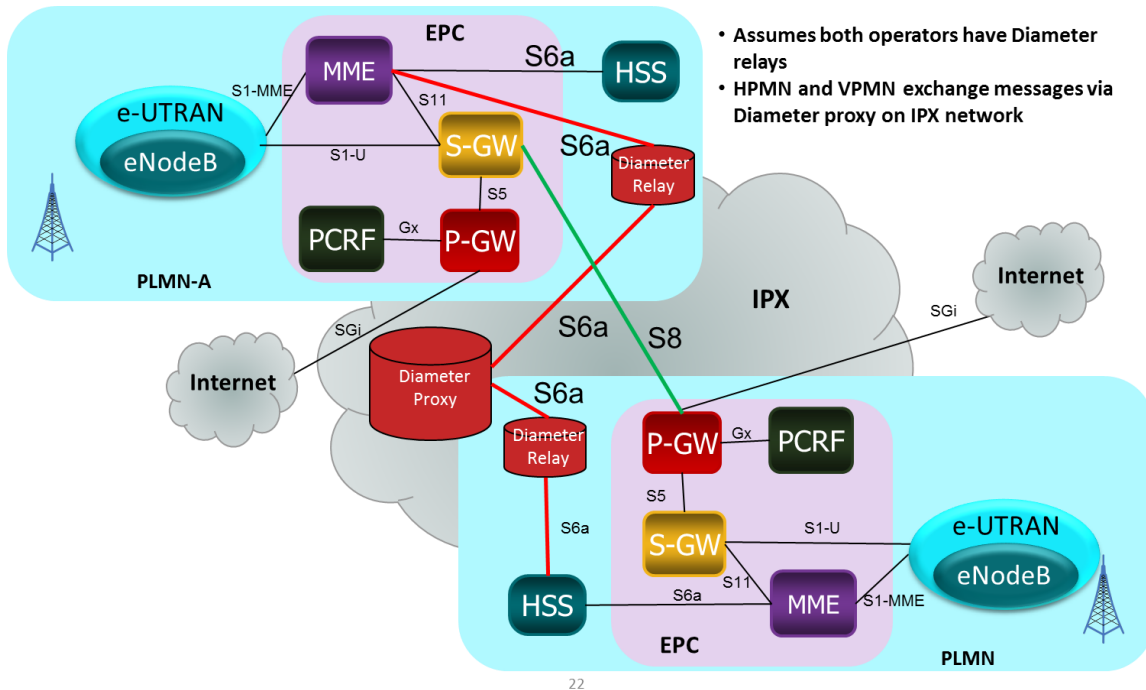 EPC
MME
S6a
HSS
S1-MME
S11
e-UTRAN
eNodeB
S1-U
S-GW
S6a
Diameter
Relay
S5
PCRF
Gx
P-GW
PLMN-A
• Assumes both operators have Diameter
relays
• HPMN and VPMN exchange messages via
Diameter proxy on IPX network
IPX
Internet
SGi
SGi
S6a
S8
Internet
Diameter
Proxy
S6a
Diameter
Relay
P-GW
Gx
PCRF
S5
S6a
S-GW
S1-U
e-UTRAN
eNodeB
S11
HSS
S6a
MME
S1-MME
EPC
PLMN
22